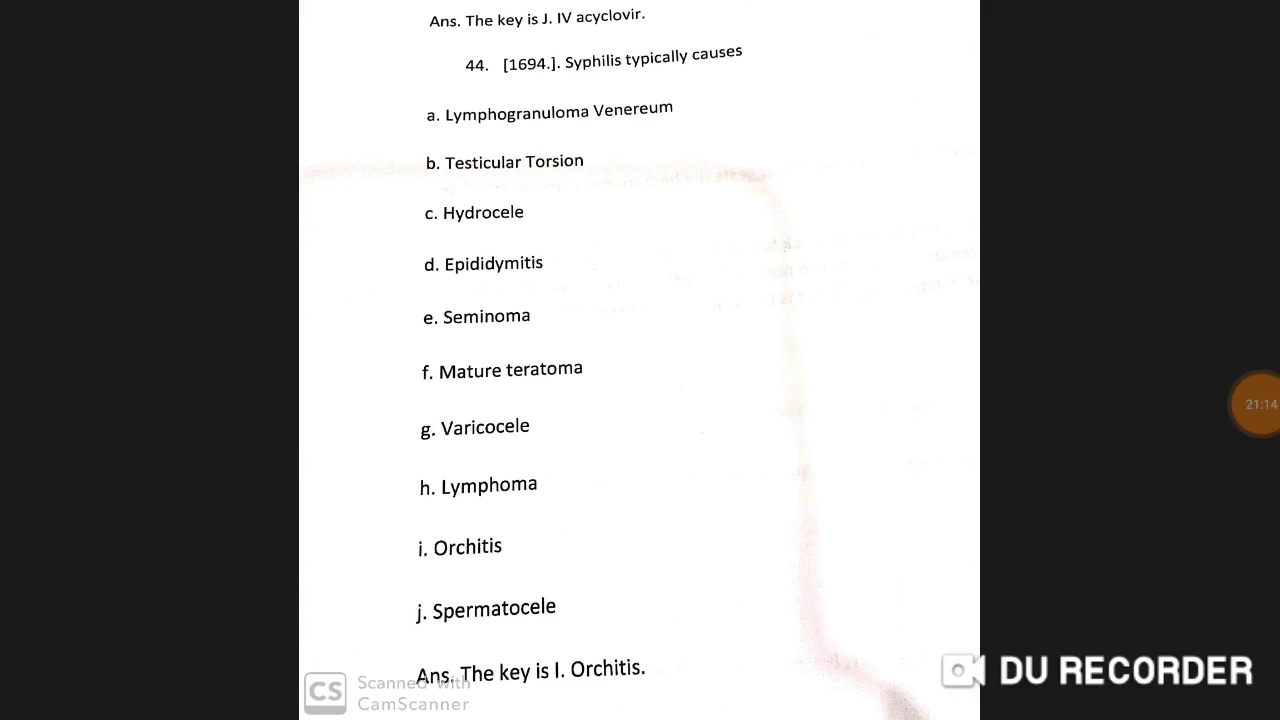 Ans. The key is J. IV acyclovir.
44. [1694.]. Syphilis typically causes
a. Lymphogranuloma Venereum
b. Testicular Torsion
c. Hydrocele
d. Epididymitis
e. Seminoma
f. Mature teratoma
g. Varicocele
h. Lymphoma
i. Orchitis
j. Spermatocele
Ans. The key is I. Orchitis.
CS Scanned with
CamScanner
21:14
DU RECORDER